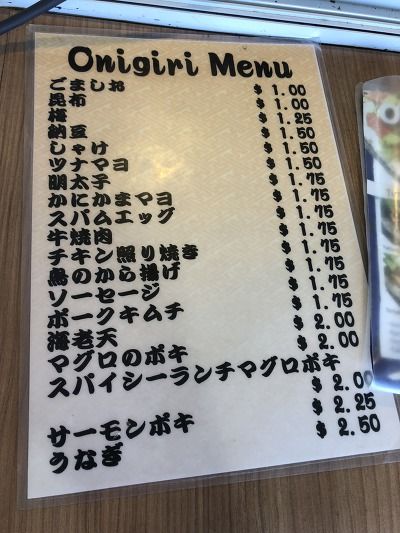 Onigiri Menu
ごましお $ 1.00
昆布 $ 1.00
梅 $ 1.25
納豆 $ 1.50
しゃけ $ 1.50
ツナマヨ $ 1.50
明太子 $ 1.75
かにかまマヨ $ 1.75
スパムエッグ $ 1.75
牛焼肉 $ 1.75
チキン照り焼き $ 1.75
鳥のから揚げ $ 1.75
ソーセージ $ 1.75
ポークキムチ $ 1.75
海老天 $ 2.00
マグロのポキ $ 2.00
スパイシーランチマグロポキ
$ 2.00
サーモンポキ $ 2.25
うなぎ $ 2.50